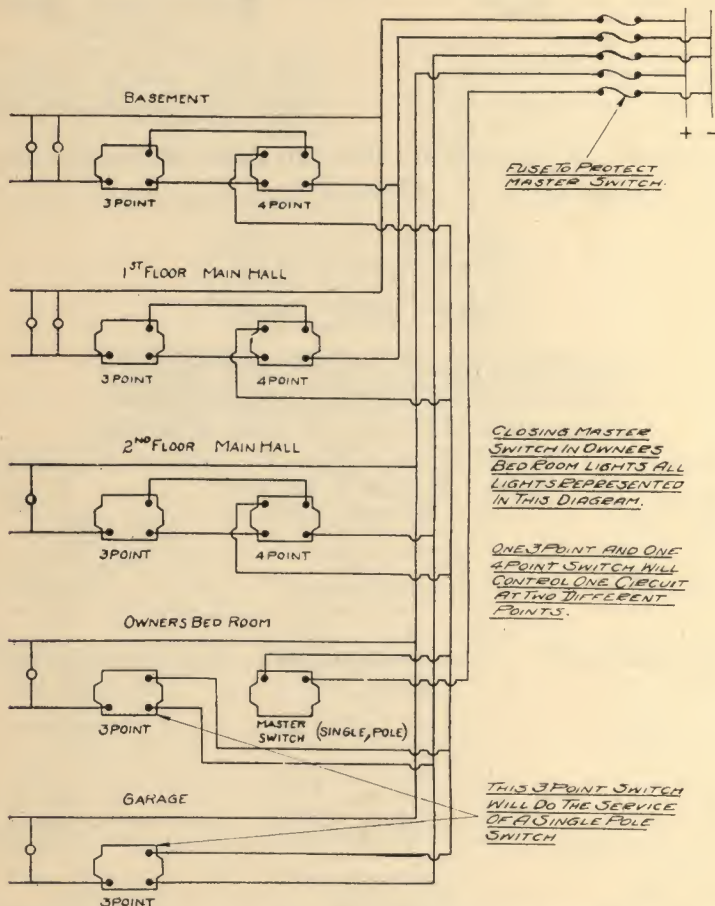 BASEMENT
3 POINT
4 POINT
+ -
FUSE TO PROTECT
MASTER SWITCH.
1ST FLOOR MAIN HALL
3 POINT
4 POINT
2ND FLOOR MAIN HALL
3 POINT
4 POINT
CLOSING MASTER
SWITCH IN OWNERS
BED ROOM LIGHTS ALL
LIGHTS REPRESENTED
IN THIS DIAGRAM.
ONE 3 POINT AND ONE
4 POINT SWITCH WILL
CONTROL ONE CIRCUIT
AT TWO DIFFERENT
POINTS.
OWNERS BED ROOM
3 POINT
MASTER
SWITCH (SINGLE, POLE)
GARAGE
3 POINT
THIS 3 POINT SWITCH
WILL DO THE SERVICE
OF A SINGLE POLE
SWITCH